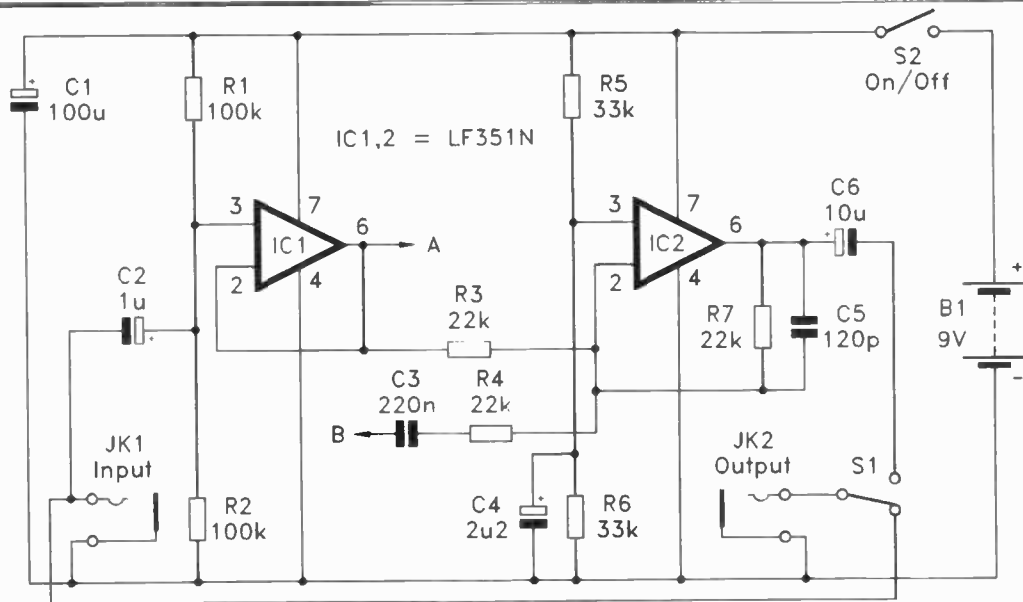 C1
100u
R1
100k
IC1,2 = LF351N
R5
33k
S2
On/Off
3
7
6
IC1
A
2
4
C2
1u
R3
22k
3
7
6
IC2
2
4
C6
10u
R7
22k
C5
120p
B1
9V
+
-
C3
220n
R4
22k
B
JK1
Input
R2
100k
C4
2u2
R6
33k
JK2
Output
S1
+
+
+
+